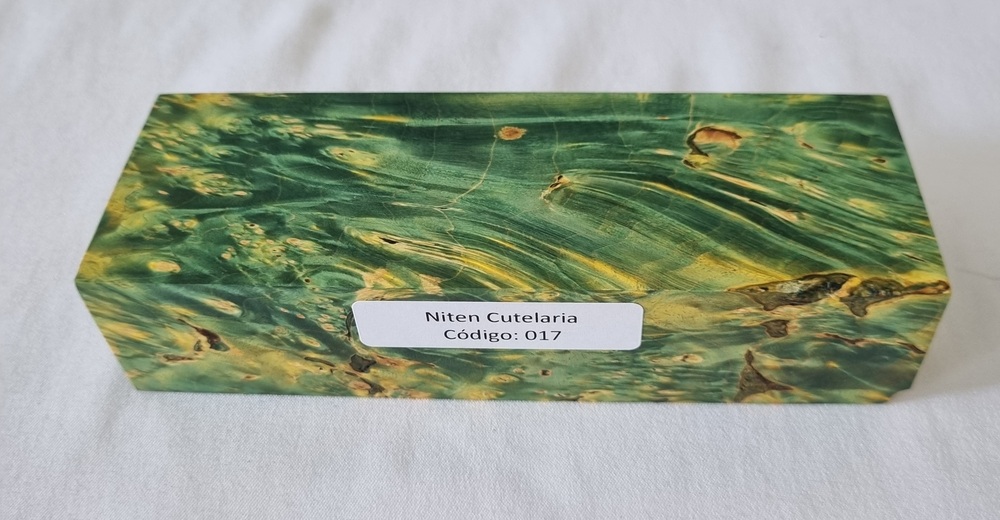 Niten Cutelaria
Código: 017